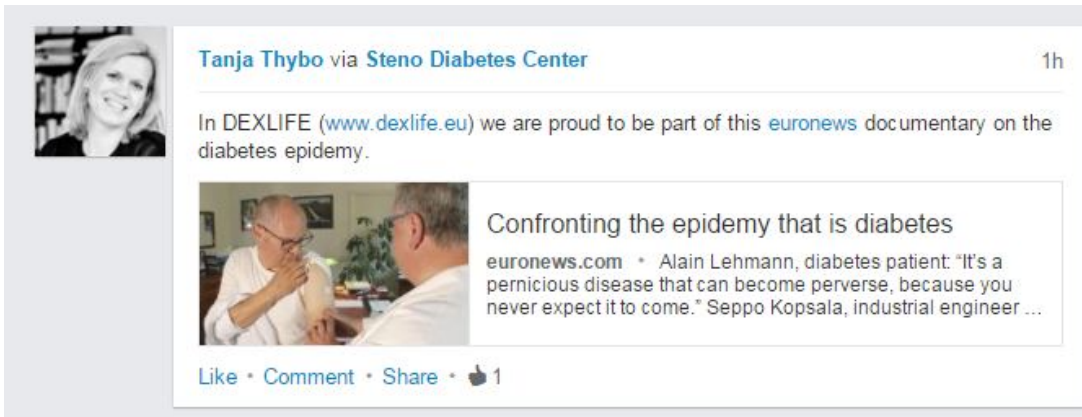 Tanja Thybo via Steno Diabetes Center
1h
In DEXLIFE (www.dexlife.eu) we are proud to be part of this euronews documentary on the
diabetes epidemy.
Confronting the epidemy that is diabetes
euronews.com • Alain Lehmann, diabetes patient: “It's a
pernicious disease that can become perverse, because you
never expect it to come.” Seppo Kopsala, industrial engineer ...
Like • Comment • Share • 1